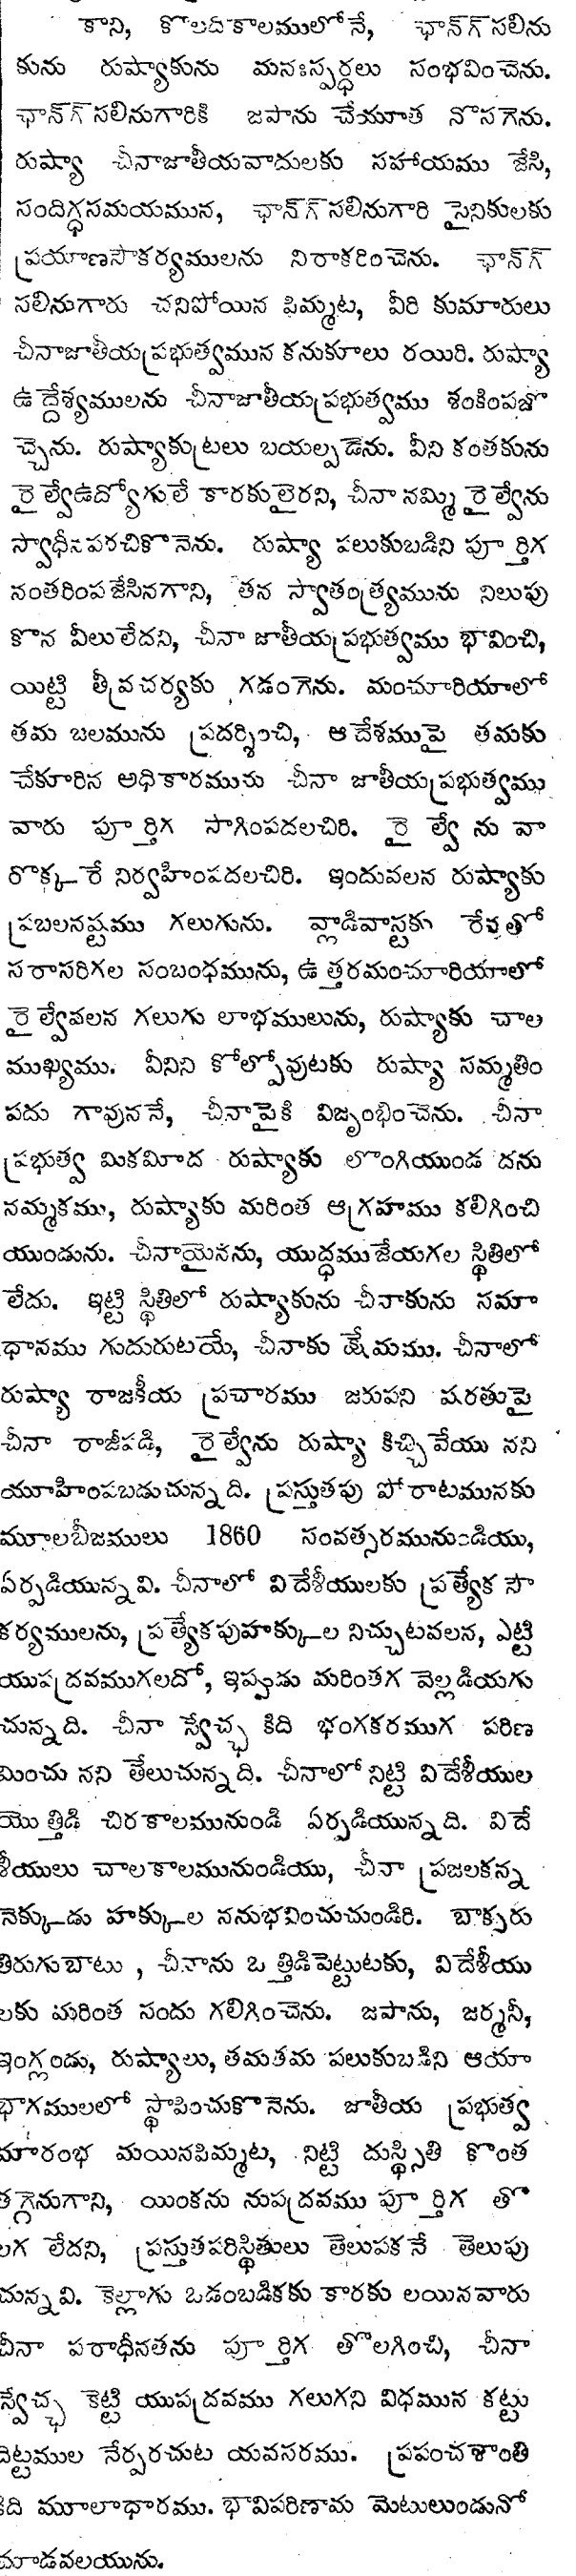 కాని, కొలదికాలములోనే, ఛాన్‌గ్‌సలిను
కును రుష్యాకును మనఃస్పర్ధలు సంభవించెను.
ఛాన్‌గ్‌సలినుగారికి జపాను చేయూత నొసగెను.
రుష్యా చీనాజాతీయవాదులకు సహాయము జేసి,
సందిగ్ధసమయమున, ఛాన్‌గ్‌సలినుగారి సైనికులకు
ప్రయాణసౌకర్యములను నిరాకరించెను. ఛాన్‌గ్
సలినుగారు చనిపోయిన పిమ్మట, వీరి కుమారులు
చీనాజాతీయప్రభుత్వమున కనుకూలు రయిరి. రుష్యా
ఉద్దేశ్యములను చీనాజాతీయప్రభుత్వము శంకింపజొ
చ్చెను. రుష్యాకుట్రలు బయల్పడెను. వీని కంతకును
రైల్వేఉద్యోగులే కారకులైరని, చీనా నమ్మి రైల్వేను
స్వాధీనపరచికొనెను. రుష్యా పలుకుబడిని పూర్తిగ
నంతరింపజేసినగాని, తన స్వాతంత్ర్యమును నిలుపు
కొన వీలులేదని, చీనా జాతీయప్రభుత్వము భావించి,
యిట్టి తీవ్రచర్యకు గడంగెను. మంచూరియాలో
తమ బలమును ప్రదర్శించి, ఆదేశముపై తమకు
చేకూరిన అధికారమును చీనా జాతీయప్రభుత్వము
వారు పూర్తిగ సాగింపదలచిరి. రైల్వేను వా
రొక్కరే నిర్వహింపదలచిరి. ఇందువలన రుష్యాకు
ప్రబలనష్టము గలుగును. వ్లాడివాస్టకు రేవుతో
సరాసరిగల సంబంధమును, ఉత్తరమంచూరియాలో
రైల్వేవలన గలుగు లాభములును, రుష్యాకు చాల
ముఖ్యము. వీనిని కోల్పోవుటకు రుష్యా సమ్మతిం
పదు గావుననే, చీనాపైకి విజృంభించెను. చీనా
ప్రభుత్వ మికమీద రుష్యాకు లొంగియుండ దను
నమ్మకము, రుష్యాకు మరింత ఆగ్రహము కలిగించి
యుండును. చీనాయైనను, యుద్ధముజేయగల స్థితిలో
లేదు. ఇట్టి స్థితిలో రుష్యాకును చీనాకును సమా
ధానము గుదురుటయే, చీనాకు క్షేమము. చీనాలో
రుష్యా రాజకీయ ప్రచారము జరుపని షరతుపై
చీనా రాజీపడి, రైల్వేను రుష్యా కిచ్చివేయు నని
యూహింపబడుచున్నది. ప్రస్తుతపు పోరాటమునకు
మూలబీజములు 1860 సంవత్సరమునుండియు,
ఏర్పడియున్నవి. చీనాలో విదేశీయులకు ప్రత్యేక సౌ
కర్యములను, ప్రత్యేకపుహక్కుల నిచ్చుటవలన, ఎట్టి
యుపద్రవముగలదో, ఇప్పుడు మరింతగ వెల్లడియగు
చున్నది. చీనా స్వేచ్ఛ కిది భంగకరముగ పరిణ
మించు నని తేలుచున్నది. చీనాలో నిట్టి విదేశీయుల
యొత్తిడి చిరకాలమునుండి ఏర్పడియున్నది. విదే
శీయులు చాలకాలమునుండియు, చీనా ప్రజలకన్న
నెక్కుడు హక్కుల ననుభవించుచుండిరి. బాక్సరు
తిరుగుబాటు, చీనాను ఒత్తిడిపెట్టుటకు, విదేశీయు
లకు మరింత సందు గలిగించెను. జపాను, జర్మనీ,
ఇంగ్లండు, రుష్యాలు, తమతమ పలుకుబడిని ఆయా
భాగములలో స్థాపించుకొనెను. జాతీయ ప్రభుత్వ
మారంభ మయినపిమ్మట, నిట్టి దుస్థ్సితి కొంత
తగ్గెనుగాని, యింకను నుపద్రవము పూర్తిగ తొ
లగ లేదని, ప్రస్తుతపరిస్థితులు తెలుపకనే తెలుపు
చున్నవి. కెల్లాగు ఒడంబడికకు కారకు లయినవారు
చీనా పరాధీనతను పూర్తిగ తొలగించి, చీనా
స్వేచ్ఛ కెట్టి యుపద్రవము గలుగని విధమున కట్టు
దిట్టముల నేర్పరచుట యవసరము. ప్రపంచశాంతి
కిది మూలాధారము. భావిపరిణామ మెటులుండునో
చూడవలయును.